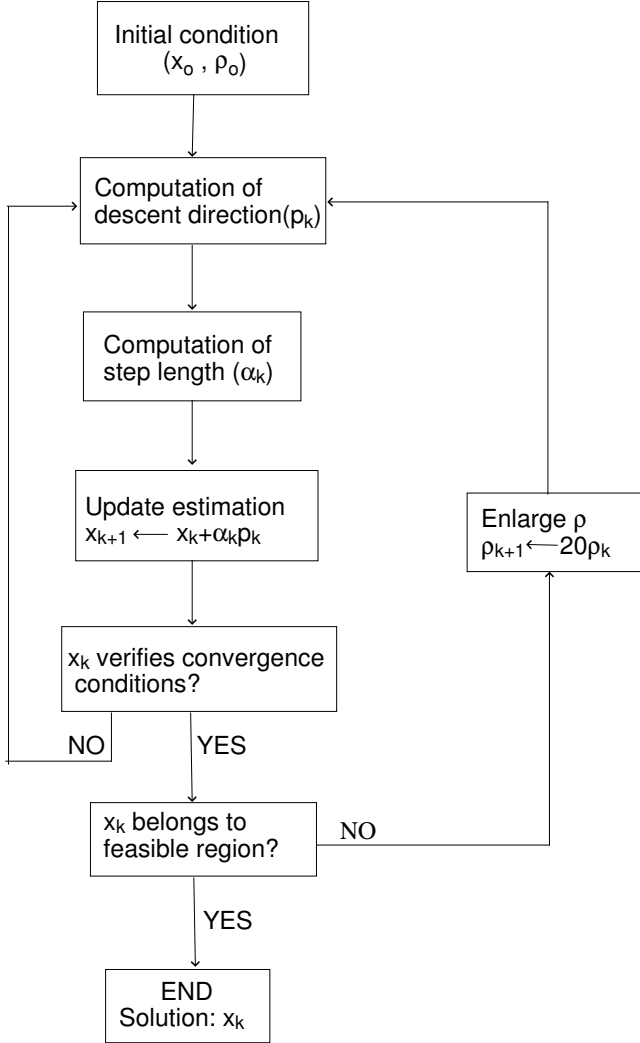 Initial condition
(x₀ , ρ₀)
Computation of
descent direction(pₖ)
Computation of
step length (αₖ)
Update estimation
xₖ₊₁ ← xₖ+αₖpₖ
Enlarge ρ
ρₖ₊₁←20ρₖ
xₖ verifies convergence
conditions?
NO
YES
xₖ belongs to
feasible region?
NO
YES
END
Solution: xₖ